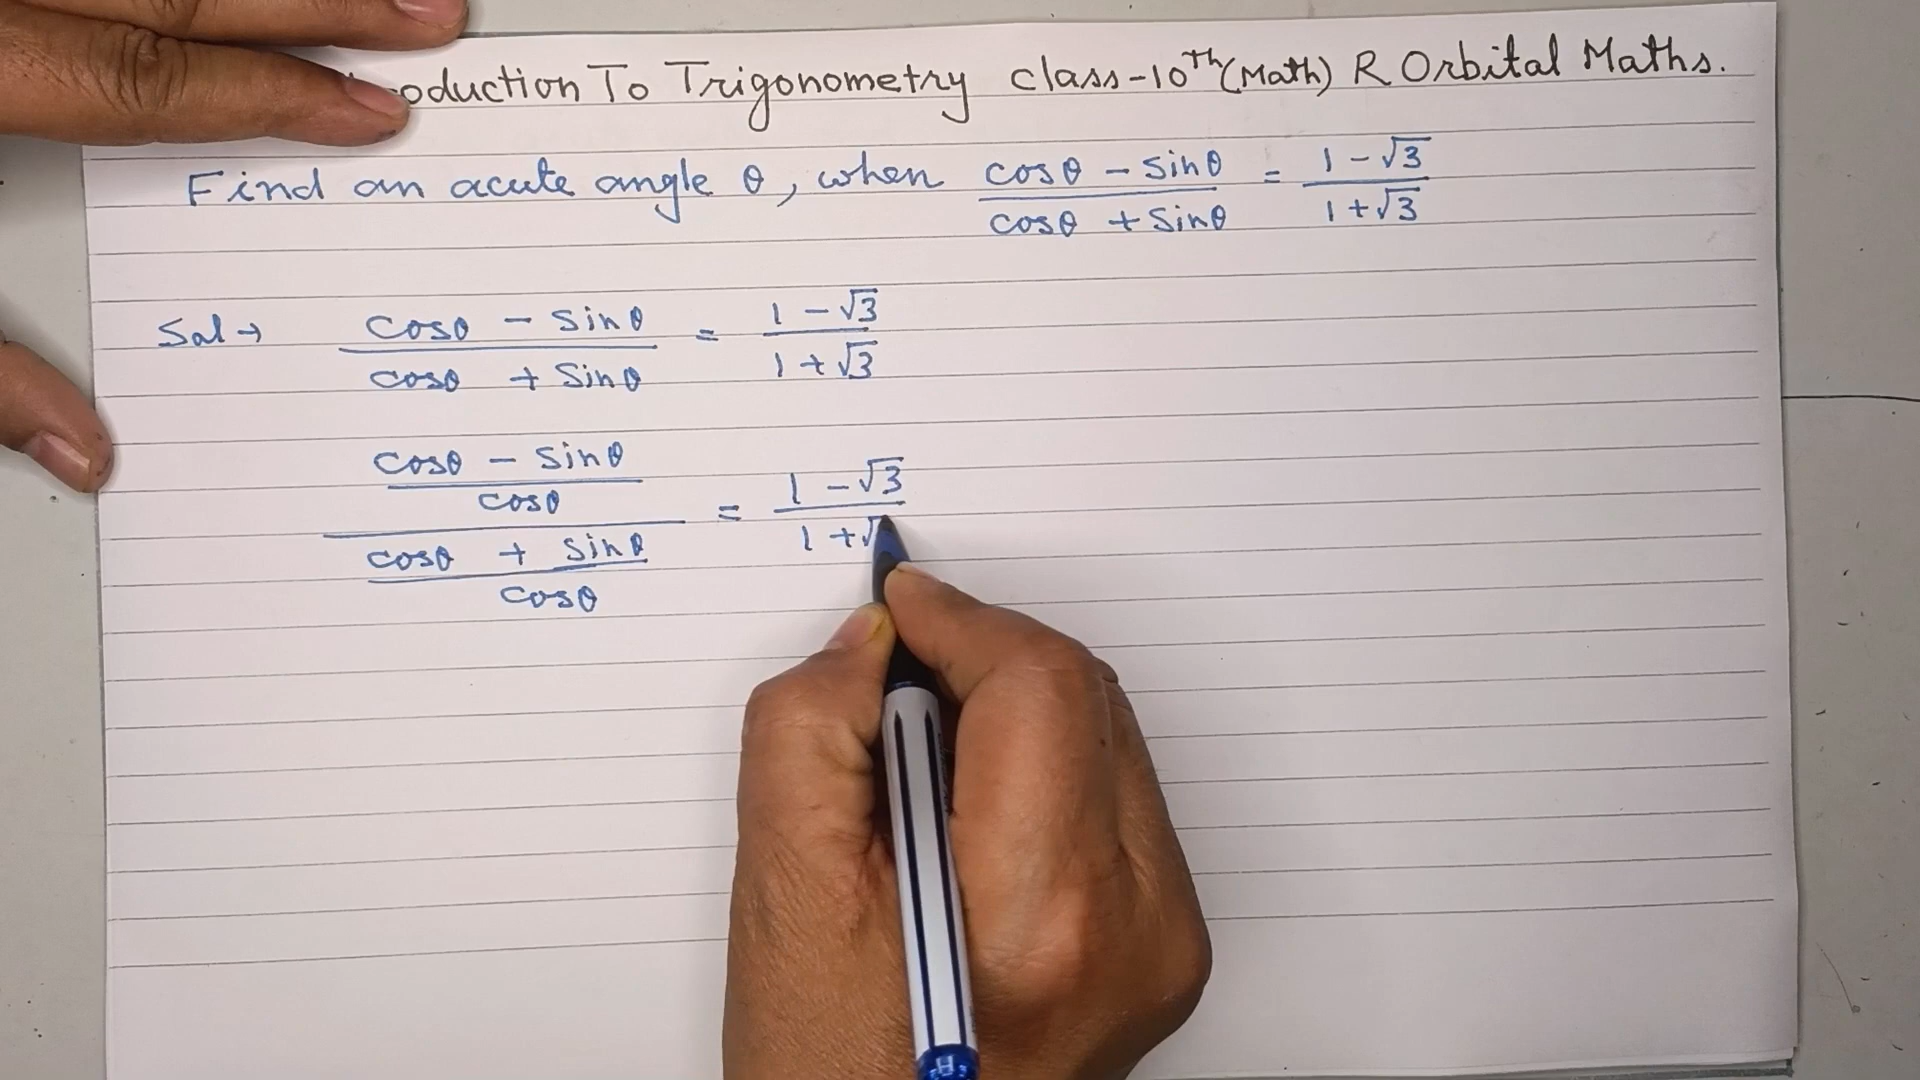 oduction To Trigonometry class-10th (Math) R Orbital Maths.
Find an acute angle θ, when (cosθ - sinθ)/(cosθ + sinθ) = (1 - √3)/(1 + √3)
Sol → (cosθ - sinθ)/(cosθ + sinθ) = (1 - √3)/(1 + √3)
((cosθ - sinθ)/cosθ)/((cosθ + sinθ)/cosθ) = (1 - √3)/(1 + √